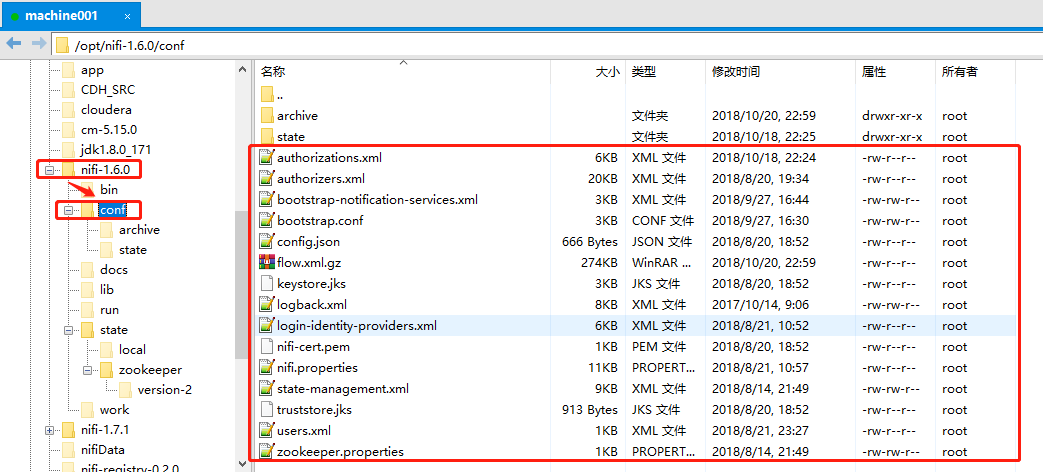 machine001 ×
/opt/nifi-1.6.0/conf
app
CDH_SRC
cloudera
cm-5.15.0
jdk1.8.0_171
nifi-1.6.0
bin
conf
archive
state
docs
lib
run
state
local
zookeeper
version-2
work
nifi-1.7.1
nifiData
nifi-registry-0.2.0
名称 大小 类型 修改时间 属性 所有者
..
archive 文件夹 2018/10/20, 22:59 drwxr-xr-x root
state 文件夹 2018/10/18, 22:25 drwxr-xr-x root
authorizations.xml 6KB XML 文件 2018/10/18, 22:24 -rw-r--r-- root
authorizers.xml 20KB XML 文件 2018/8/20, 19:34 -rw-r--r-- root
bootstrap-notification-services.xml 3KB XML 文件 2018/9/27, 16:44 -rw-rw-r-- root
bootstrap.conf 3KB CONF 文件 2018/9/27, 16:30 -rw-rw-r-- root
config.json 666 Bytes JSON 文件 2018/8/20, 18:52 -rw-r--r-- root
flow.xml.gz 274KB WinRAR ... 2018/10/20, 22:59 -rw-r--r-- root
keystore.jks 3KB JKS 文件 2018/8/20, 18:52 -rw-r--r-- root
logback.xml 8KB XML 文件 2017/10/14, 9:06 -rw-rw-r-- root
login-identity-providers.xml 6KB XML 文件 2018/8/21, 10:52 -rw-r--r-- root
nifi-cert.pem 1KB PEM 文件 2018/8/20, 18:52 -rw-r--r-- root
nifi.properties 11KB PROPERT... 2018/8/21, 10:57 -rw-r--r-- root
state-management.xml 9KB XML 文件 2018/8/14, 21:49 -rw-rw-r-- root
truststore.jks 913 Bytes JKS 文件 2018/8/20, 18:52 -rw-r--r-- root
users.xml 1KB XML 文件 2018/8/21, 23:27 -rw-r--r-- root
zookeeper.properties 1KB PROPERT... 2018/8/14, 21:49 -rw-rw-r-- root